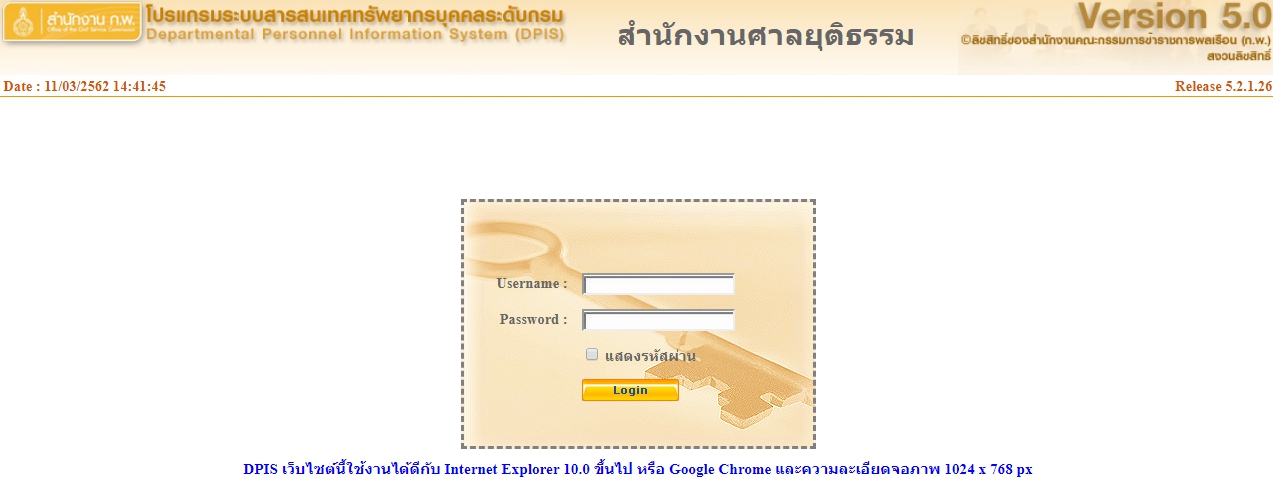 สำนักงาน ก.พ.
Office of the Civil Service Commission
โปรแกรมระบบสารสนเทศทรัพยากรบุคคลระดับกรม
Departmental Personnel Information System (DPIS)
สำนักงานศาลยุติธรรม
Version 5.0
©ลิขสิทธิ์ของสำนักงานคณะกรรมการข้าราชการพลเรือน (ก.พ.)
สงวนลิขสิทธิ์
Date : 11/03/2562 14:41:45
Release 5.2.1.26
Username :
Password :
แสดงรหัสผ่าน
Login
DPIS เว็บไซต์นี้ใช้งานได้ดีกับ Internet Explorer 10.0 ขึ้นไป หรือ Google Chrome และความละเอียดจอภาพ 1024 x 768 px